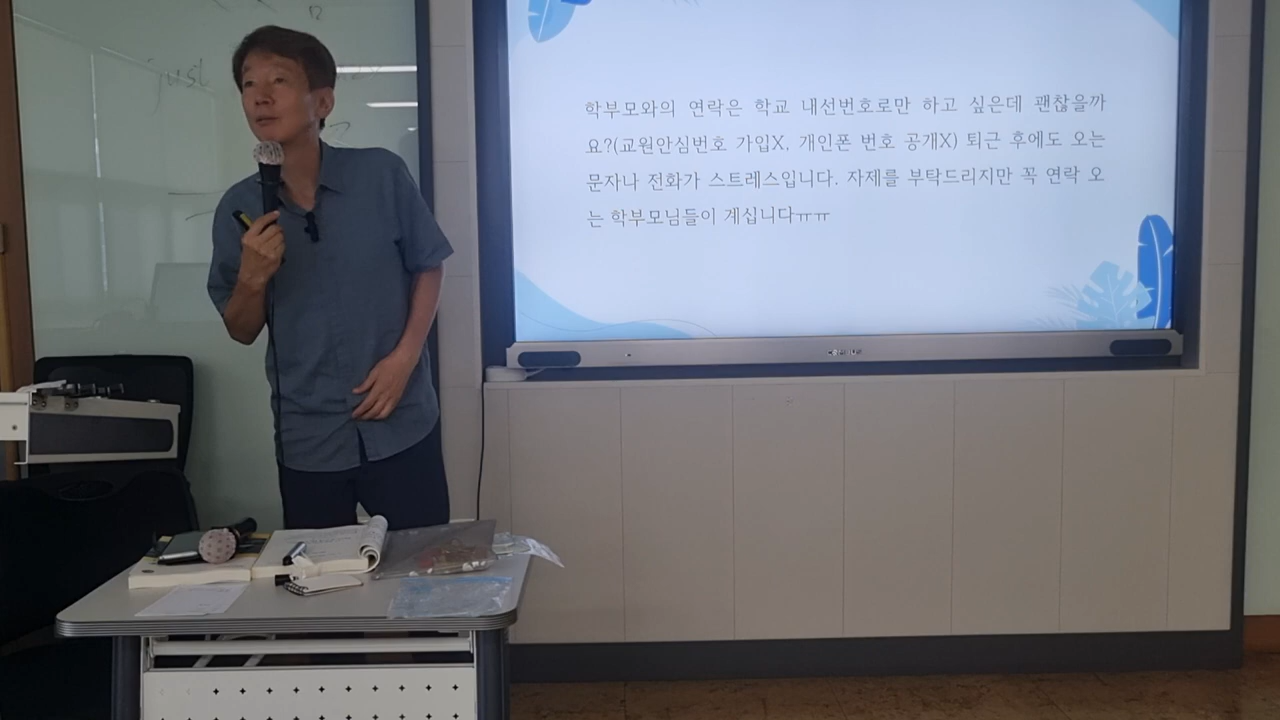 just
학부모와의 연락은 학교 내선번호로만 하고 싶은데 괜찮을까
요?(교원안심번호 가입X, 개인폰 번호 공개X) 퇴근 후에도 오는
문자나 전화가 스트레스입니다. 자제를 부탁드리지만 꼭 연락 오
는 학부모님들이 계십니다ㅠㅠ